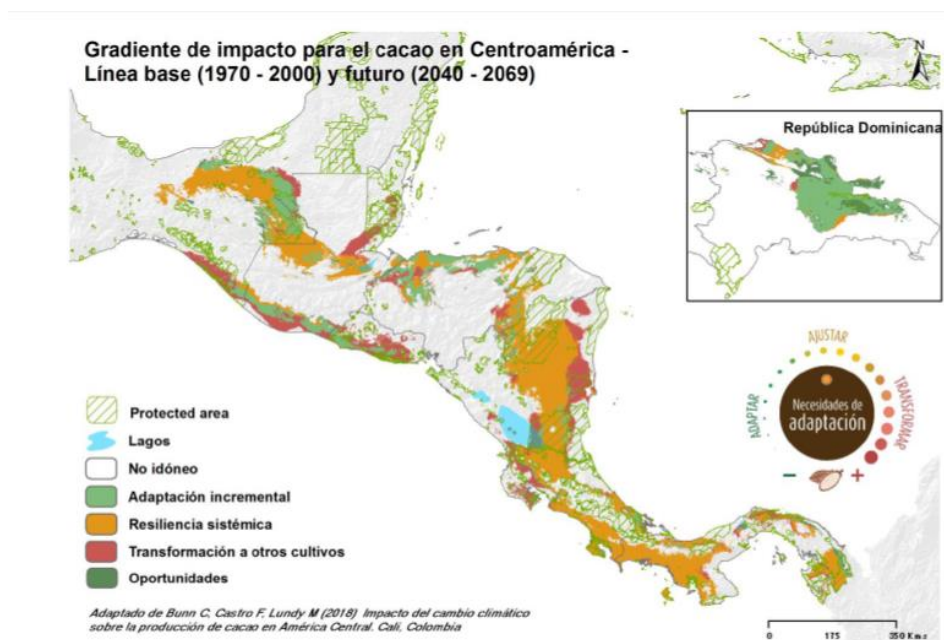 Gradiente de impacto para el cacao en Centroamérica -
Línea base (1970 - 2000) y futuro (2040 - 2069)
N
República Dominicana
AJUSTAR
ADAPTAR
TRANSFORMAR
Necesidades de
adaptación
- +
Protected area
Lagos
No idóneo
Adaptación incremental
Resiliencia sistémica
Transformación a otros cultivos
Oportunidades
Adaptado de Bunn C, Castro F, Lundy M (2018) Impacto del cambio climático
sobre la producción de cacao en América Central. Cali, Colombia
0 175 350 Kms